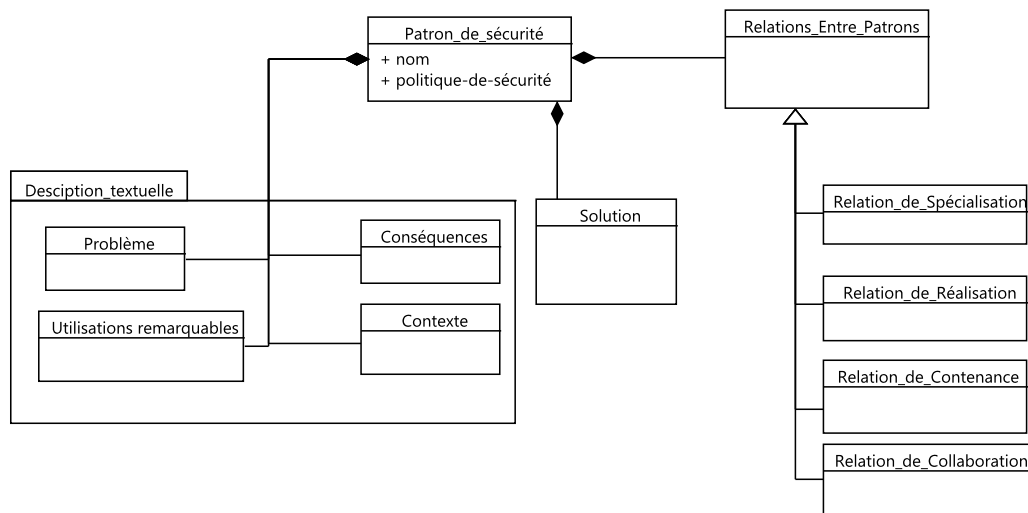 Patron_de_sécurité
+ nom
+ politique-de-sécurité
Relations_Entre_Patrons
Desciption_textuelle
Problème
Conséquences
Utilisations remarquables
Contexte
Solution
Relation_de_Spécialisation
Relation_de_Réalisation
Relation_de_Contenance
Relation_de_Collaboration